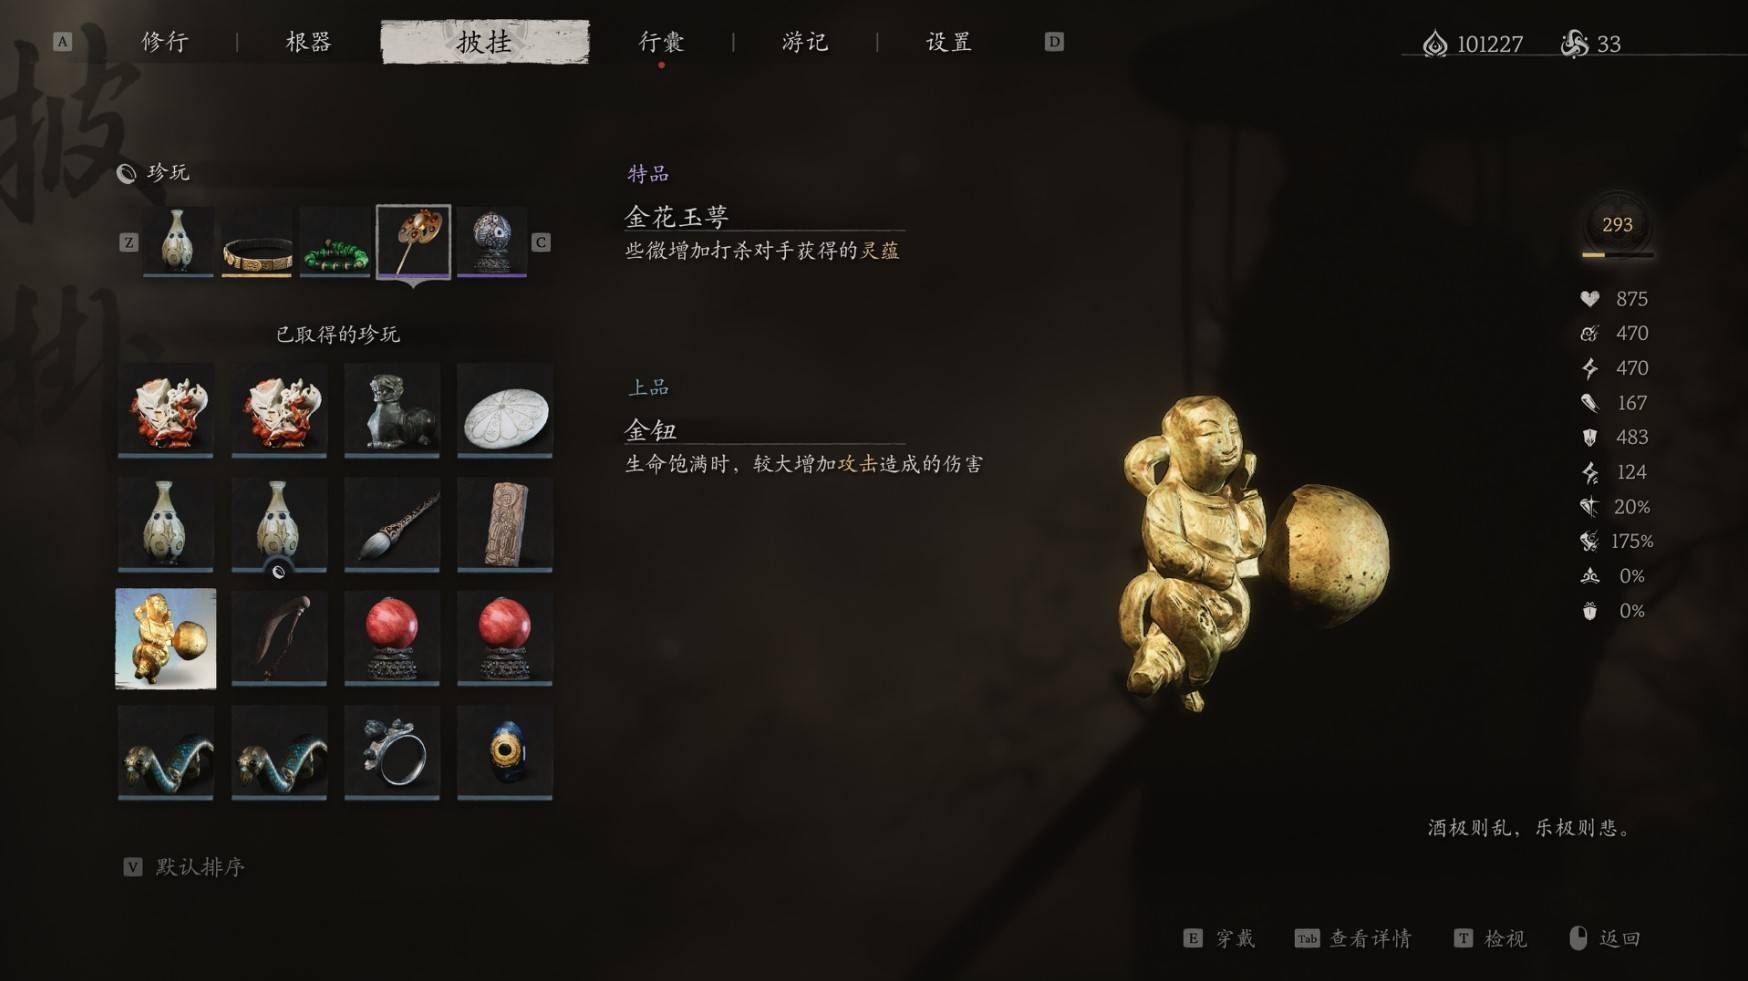 A 修行 根器 披挂 行囊 游记 设置 D 101227 33
披挂
珍玩
Z C
已取得的珍玩
V 默认排序
特品
金花玉萼
些微增加打杀对手获得的灵蕴
上品
金钮
生命饱满时，较大增加攻击造成的伤害
293
875
470
470
167
483
124
20%
175%
0%
0%
酒极则乱，乐极则悲。
E 穿戴 Tab 查看详情 T 检视 返回